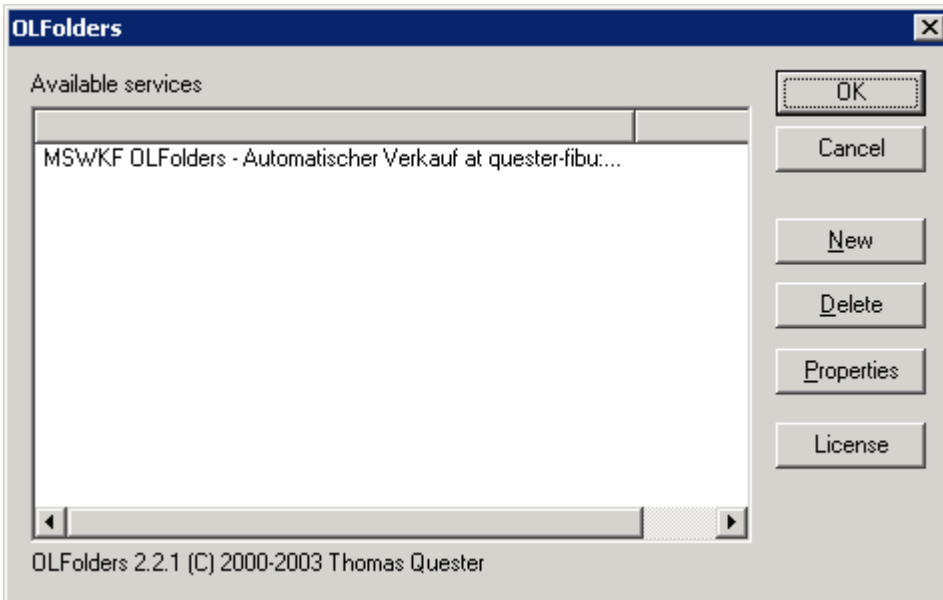 OLFolders
Available services
OK
MSWKF OLFolders - Automatischer Verkauf at quester-fibu:...
Cancel
New
Delete
Properties
License
OLFolders 2.2.1 (C) 2000-2003 Thomas Quester